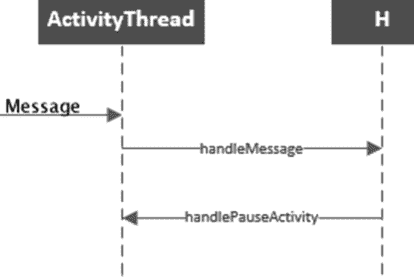 ActivityThread
H
Message
handleMessage
handlePauseActivity